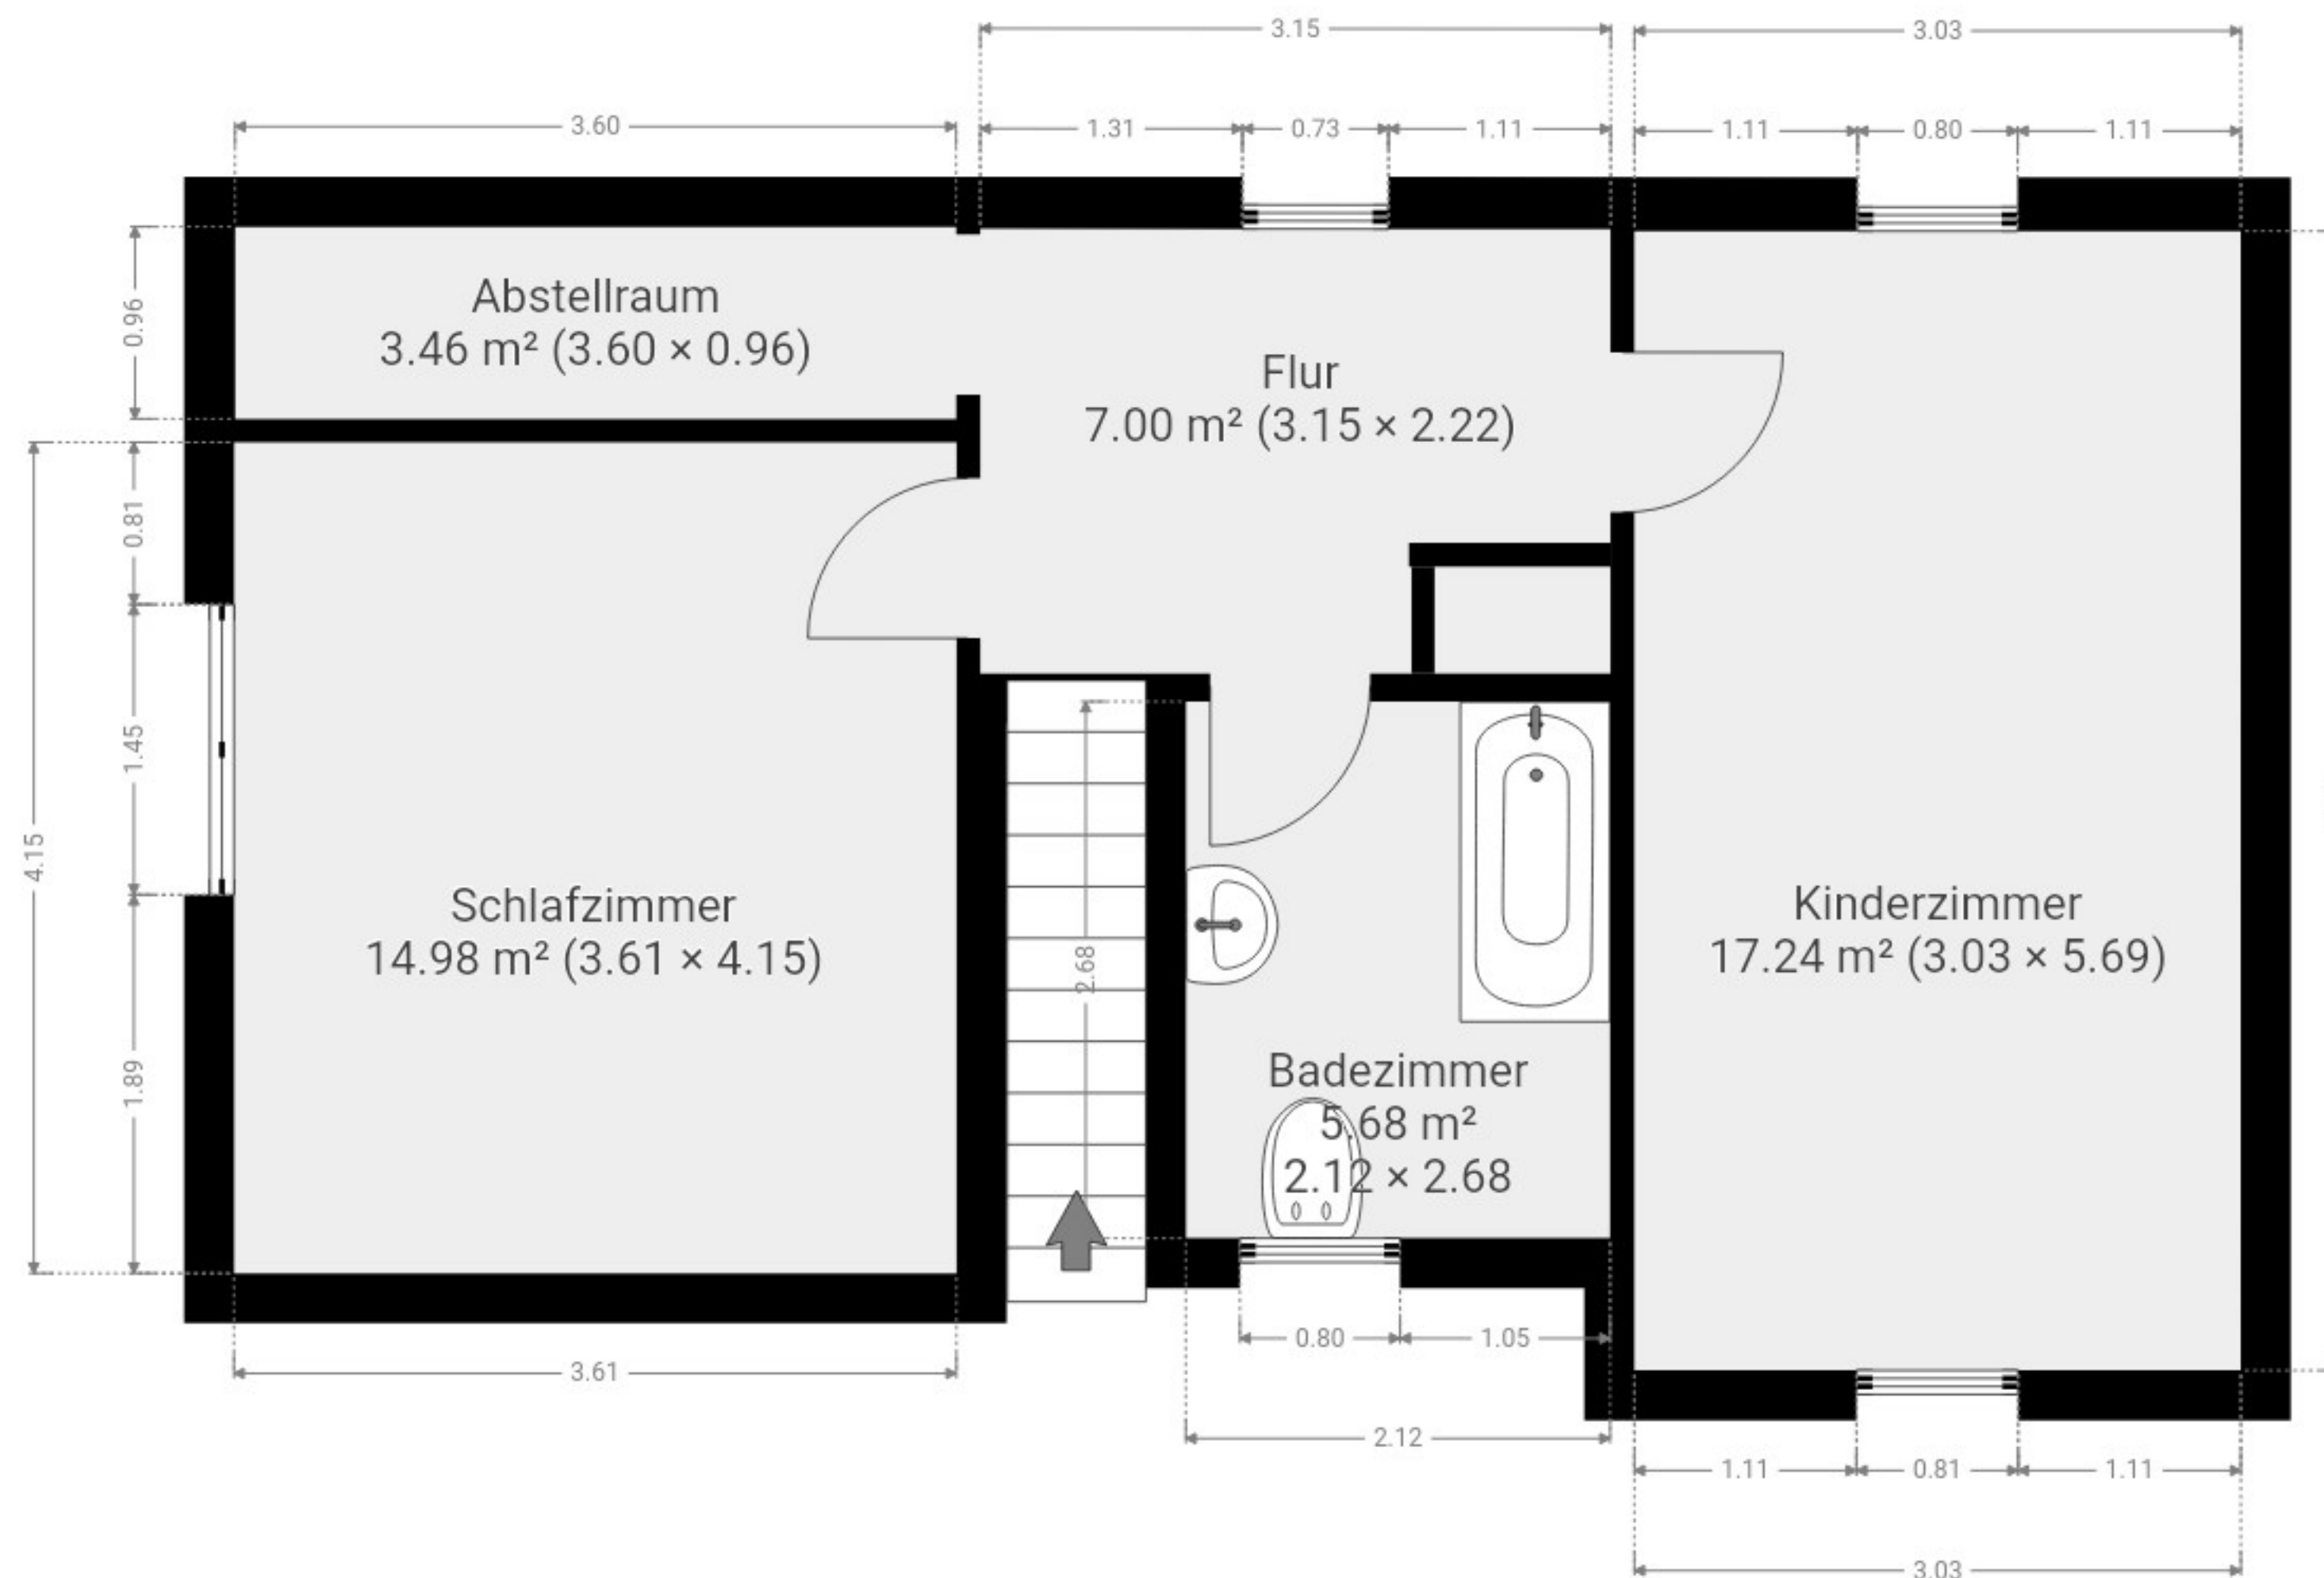 3.15
3.03
3.60
1.31
0.73
1.11
1.11
0.80
1.11
0.96
Abstellraum
3.46 m² (3.60 × 0.96)
Flur
7.00 m² (3.15 × 2.22)
0.81
1.45
4.15
1.89
Schlafzimmer
14.98 m² (3.61 × 4.15)
2.68
Kinderzimmer
17.24 m² (3.03 × 5.69)
Badezimmer
5.68 m²
2.12 × 2.68
0.80
1.05
3.61
2.12
1.11
0.81
1.11
3.03